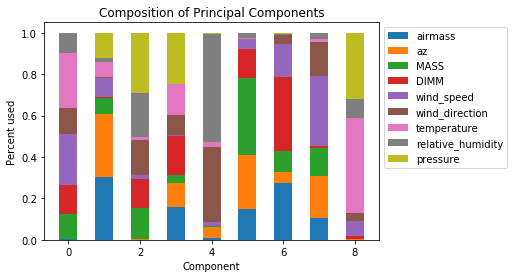 Composition of Principal Components
1.0
0.8
0.6
0.4
0.2
0.0
Percent used
0 2 4 6 8
Component
airmass
az
MASS
DIMM
wind_speed
wind_direction
temperature
relative_humidity
pressure